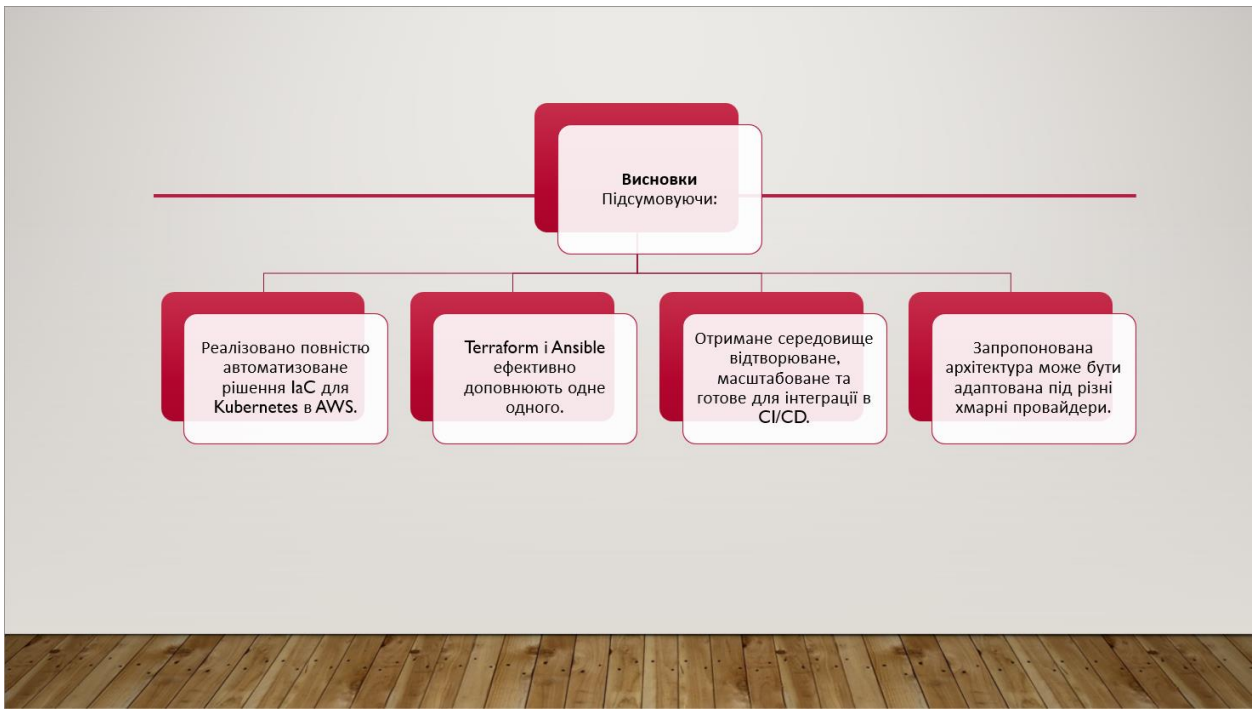 Висновки
Підсумовуючи:
Реалізовано повністю
автоматизоване
рішення IaC для
Kubernetes в AWS.
Terraform і Ansible
ефективно
доповнюють одне
одного.
Отримане середовище
відтворюване,
масштабоване та
готове для інтеграції в
CI/CD.
Запропонована
архітектура може бути
адаптована під різні
хмарні провайдери.